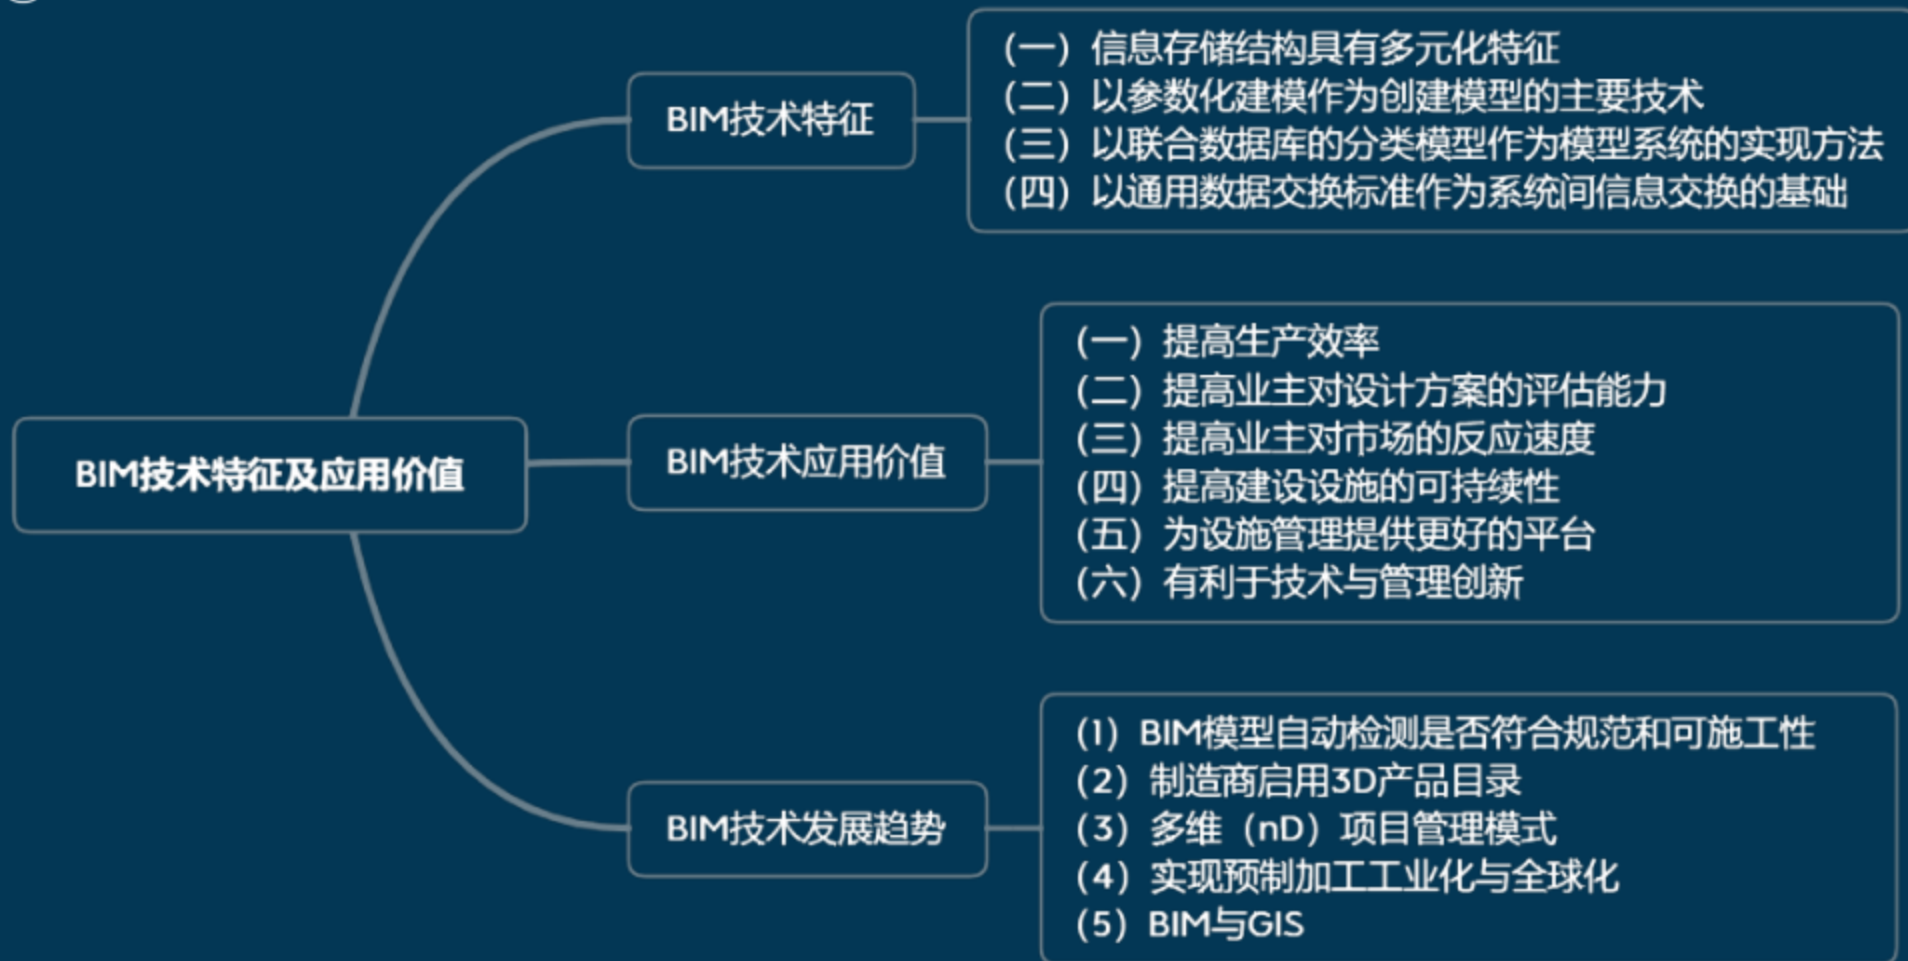 BIM技术特征及应用价值
BIM技术特征
（一）信息存储结构具有多元化特征
（二）以参数化建模作为创建模型的主要技术
（三）以联合数据库的分类模型作为模型系统的实现方法
（四）以通用数据交换标准作为系统间信息交换的基础
BIM技术应用价值
（一）提高生产效率
（二）提高业主对设计方案的评估能力
（三）提高业主对市场的反应速度
（四）提高建设设施的可持续性
（五）为设施管理提供更好的平台
（六）有利于技术与管理创新
BIM技术发展趋势
（1）BIM模型自动检测是否符合规范和可施工性
（2）制造商启用3D产品目录
（3）多维（nD）项目管理模式
（4）实现预制加工工业化与全球化
（5）BIM与GIS